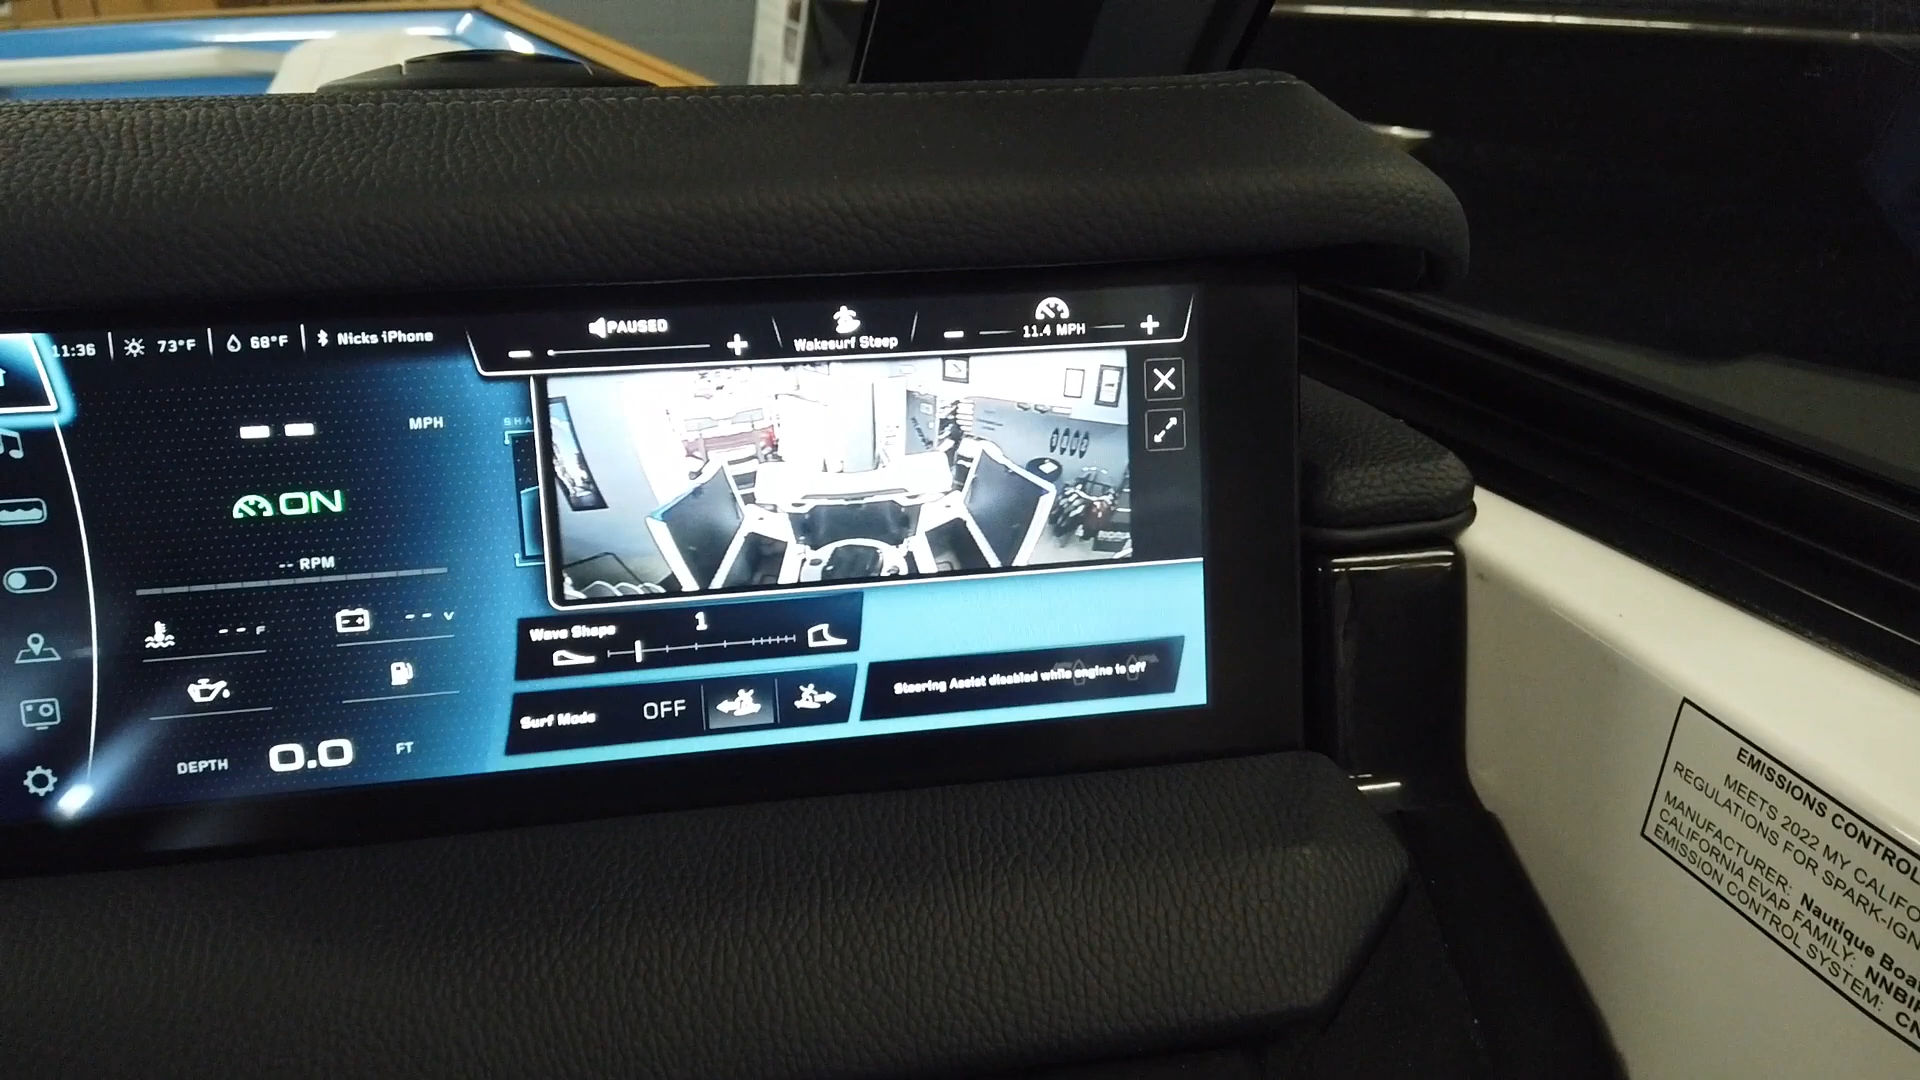 11:36
73°F
68°F
Nicks iPhone
PAUSED
Wakesurf Steep
11.4 MPH
MPH
SHA
ON
-- RPM
-- F
-- V
Wave Shape
1
Surf Mode
OFF
Steering Assist disabled while engine is off
DEPTH
0.0
FT
EMISSIONS CONTROL
MEETS 2022 MY CALIFO
REGULATIONS FOR SPARK-IGN
MANUFACTURER: Nautique Boa
CALIFORNIA EVAP FAMILY: NNBI
EMISSION CONTROL SYSTEM: CN